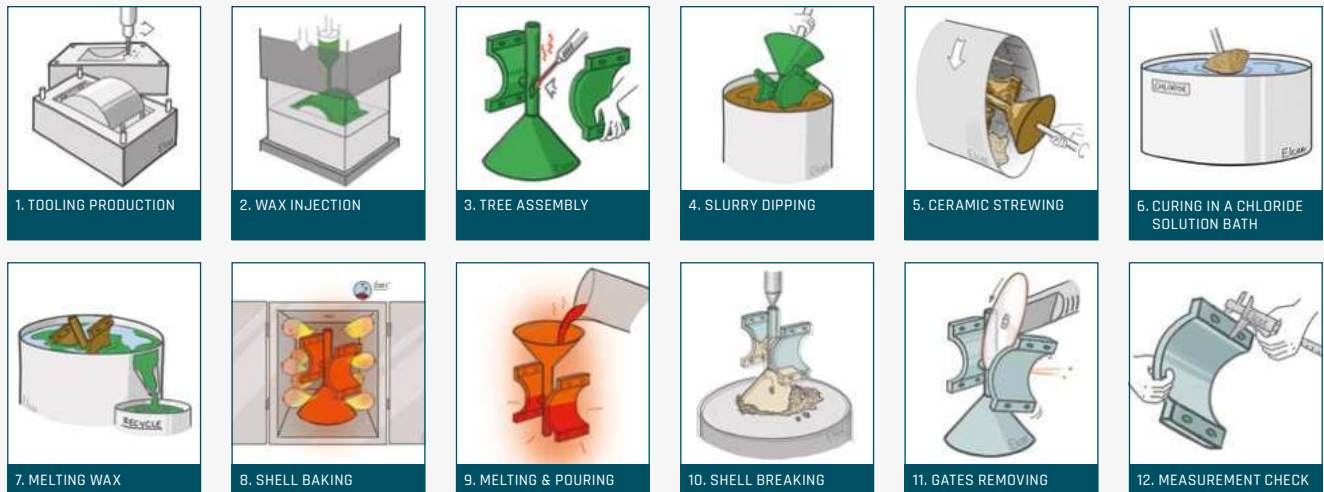 Elcan
1. TOOLING PRODUCTION
2. WAX INJECTION
3. TREE ASSEMBLY
4. SLURRY DIPPING
5. CERAMIC STREWING
CHLORIDE
Elcan
6. CURING IN A CHLORIDE
SOLUTION BATH
RECYCLE
7. MELTING WAX
8. SHELL BAKING
9. MELTING & POURING
10. SHELL BREAKING
11. GATES REMOVING
12. MEASUREMENT CHECK